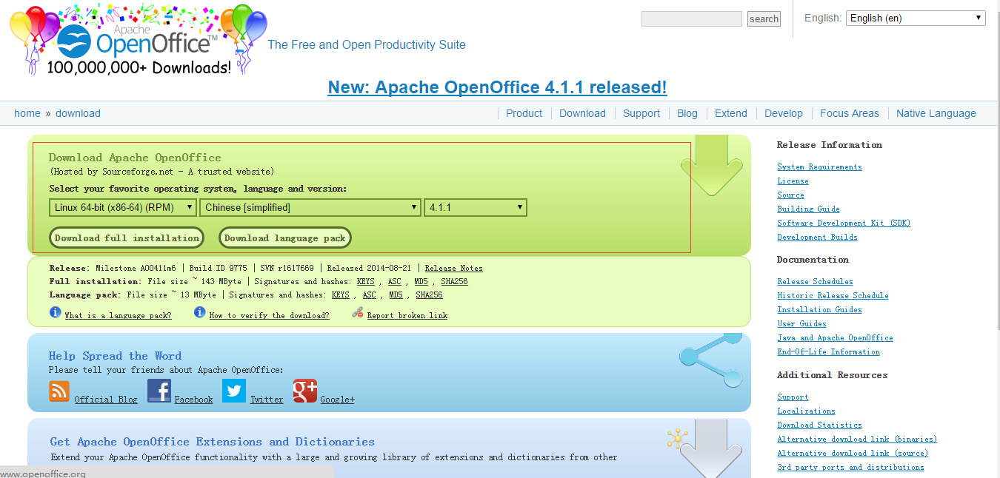 Apache
OpenOffice™
100,000,000+ Downloads!
The Free and Open Productivity Suite
search
English: English (en)
New: Apache OpenOffice 4.1.1 released!
home » download
Product Download Support Blog Extend Develop Focus Areas Native Language
Download Apache OpenOffice
(Hosted by Sourceforge.net - A trusted website)
Select your favorite operating system, language and version:
Linux 64-bit (x86-64) (RPM) Chinese [simplified] 4.1.1
Download full installation Download language pack
Release: Milestone AOO411m6 | Build ID 9775 | SVN r1617669 | Released 2014-08-21 | Release Notes
Full installation: File size ~ 143 MByte | Signatures and hashes: KEYS , ASC , MD5 , SHA256
Language pack: File size ~ 13 MByte | Signatures and hashes: KEYS , ASC , MD5 , SHA256
What is a language pack? How to verify the download? Report broken link
Help Spread the Word
Please tell your friends about Apache OpenOffice:
Official Blog Facebook Twitter Google+
Get Apache OpenOffice Extensions and Dictionaries
Extend your Apache OpenOffice functionality with a large and growing library of extensions and dictionaries from other
www.openoffice.org
Release Information
System Requirements
License
Source
Building Guide
Software Development Kit (SDK)
Development Builds
Documentation
Release Schedules
Historic Release Schedule
Installation Guides
User Guides
Java and Apache OpenOffice
End-Of-Life Information
Additional Resources
Support
Localizations
Download Statistics
Alternative download link (binaries)
Alternative download link (source)
3rd party ports and distributions